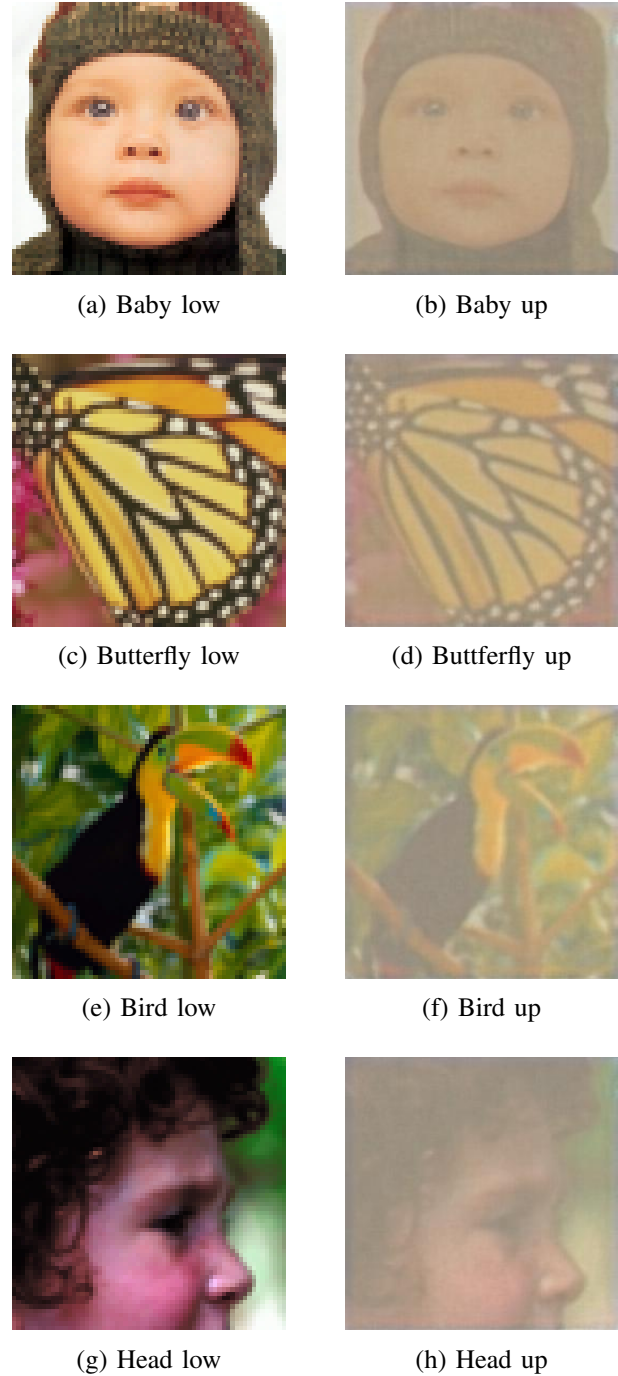 (a) Baby low
(b) Baby up
(c) Butterfly low
(d) Buttferfly up
(e) Bird low
(f) Bird up
(g) Head low
(h) Head up